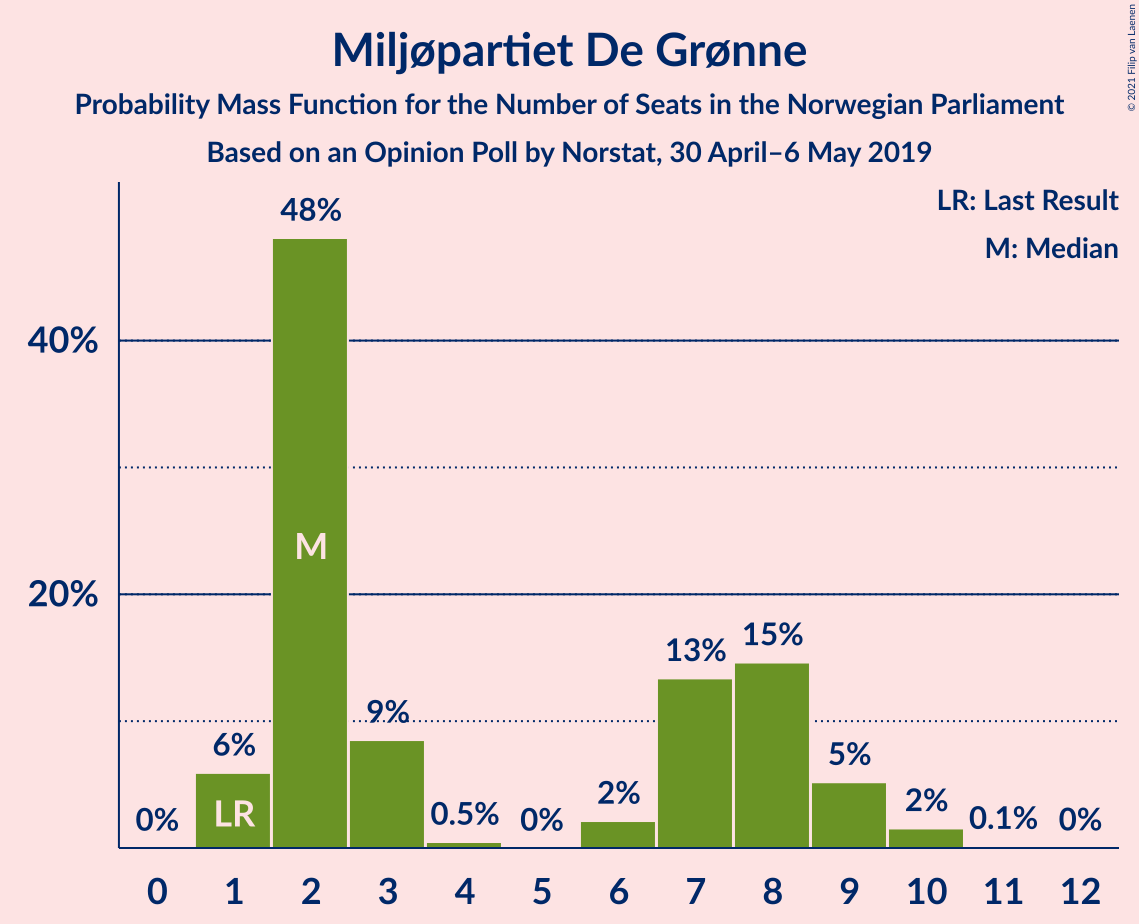 Miljøpartiet De Grønne
Probability Mass Function for the Number of Seats in the Norwegian Parliament
Based on an Opinion Poll by Norstat, 30 April–6 May 2019
© 2021 Filip van Laenen
LR: Last Result
M: Median
48%
40%
M
20%
15%
13%
9%
6%
5%
2%
2%
0%
LR
0.5%
0%
0.1%
0%
0 1 2 3 4 5 6 7 8 9 10 11 12